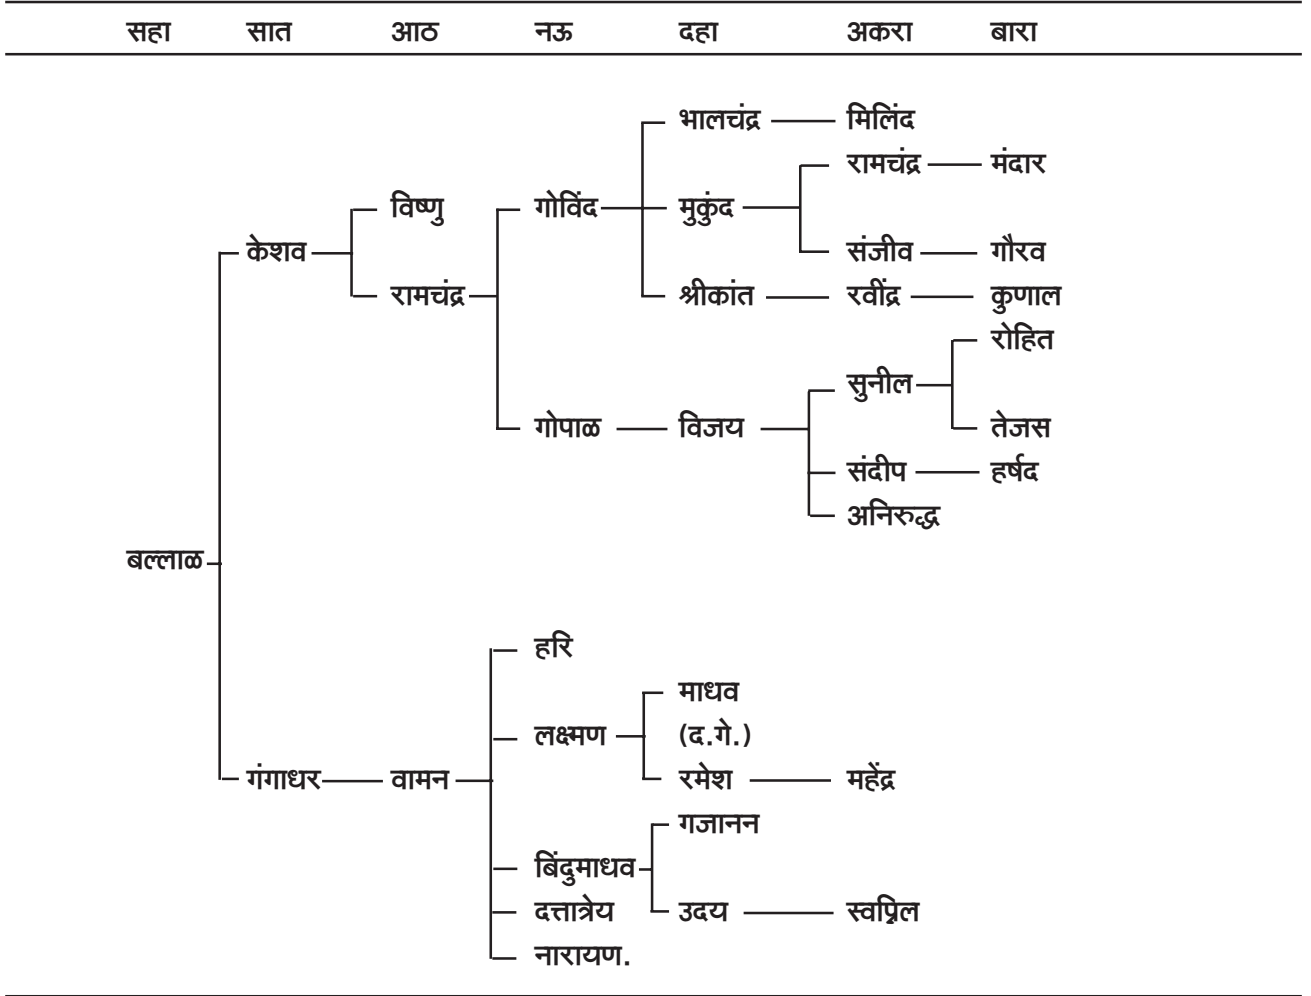 सहा सात आठ नऊ दहा अकरा बारा
भालचंद्र मिलिंद
रामचंद्र मंदार
विष्णु गोविंद मुकुंद
केशव संजीव गौरव
रामचंद्र श्रीकांत रवींद्र कुणाल
रोहित
सुनील
गोपाळ विजय तेजस
संदीप हर्षद
अनिरुद्ध
बल्लाळ
हरि
माधव
लक्ष्मण (द.गे.)
गंगाधर वामन रमेश महेंद्र
गजानन
बिंदुमाधव
दत्तात्रेय उदय स्वप्निल
नारायण.